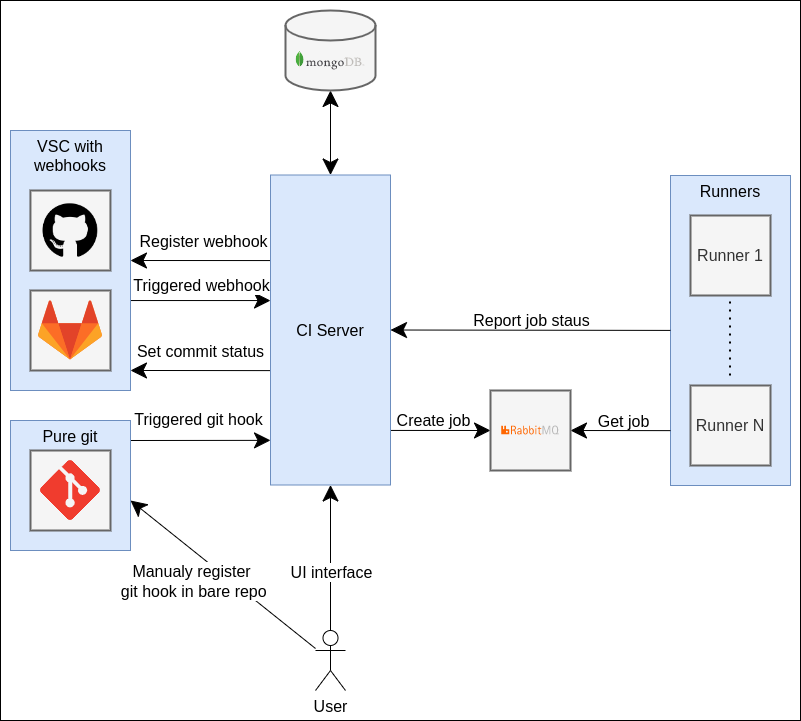 mongoDB
VSC with
webhooks
Register webhook
Triggered webhook
Set commit status
CI Server
Runners
Runner 1
Report job staus
Runner N
Create job
RabbitMQ
Get job
Triggered git hook
Pure git
Manualy register
git hook in bare repo
UI interface
User